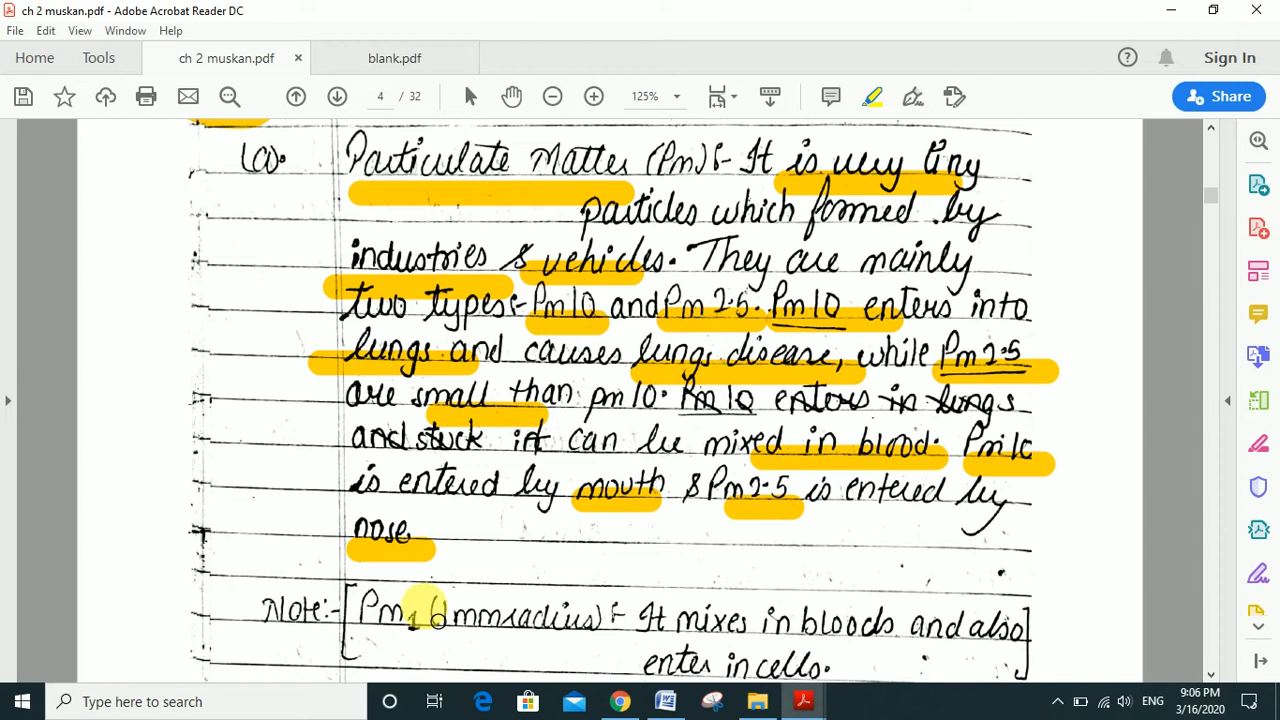 ch 2 muskan.pdf - Adobe Acrobat Reader DC
File Edit View Window Help
Home Tools ch 2 muskan.pdf × blank.pdf Sign In
4 / 32 125% Share
(a). Particulate Matter (Pm):- It is very tiny
particles which formed by
industries & vehicles. They are mainly
two types:- Pm10 and Pm 2.5. Pm10 enters into
lungs and causes lungs disease, while Pm2.5
are small than pm10. Pm10 enters in lungs
and stuck it can be mixed in blood. Pm10
is entered by mouth & Pm2.5 is entered by
nose
Note:- [Pm1 (1mm radius) :- It mixes in bloods and also
enter in cells.]
Type here to search ENG 9:06 PM
3/16/2020